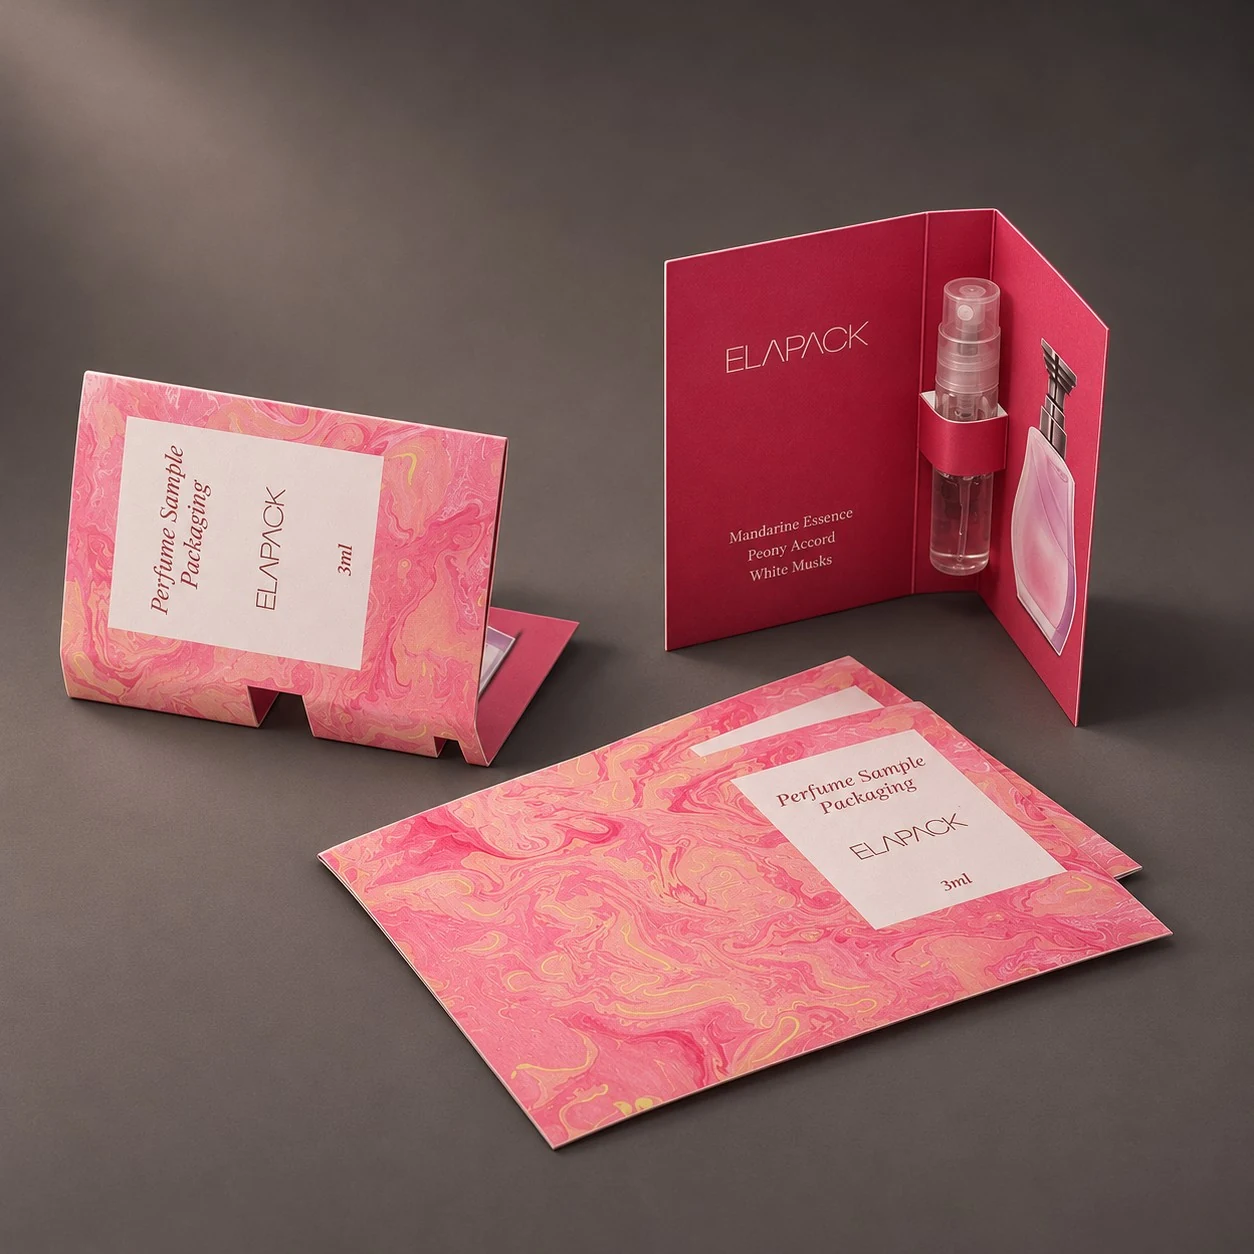 Perfume Sample
Packaging
ELAPACK
3ml
ELAPACK
Mandarine Essence
Peony Accord
White Musks
Perfume Sample
Packaging
ELAPACK
3ml